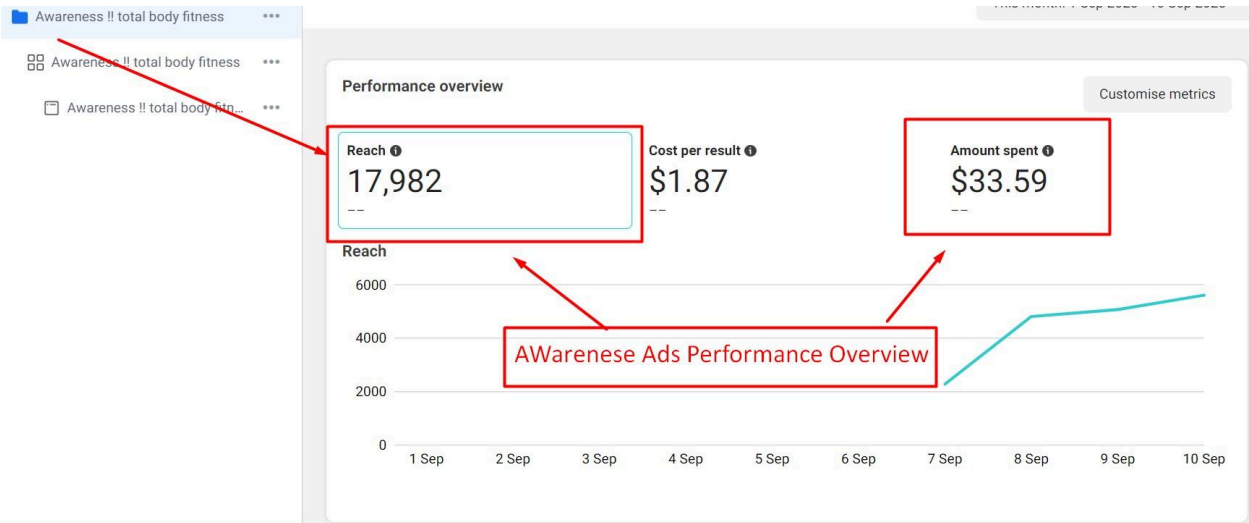 Awareness !! total body fitness
Awareness !! total body fitness
Awareness !! total body fitn...
Performance overview
Customise metrics
Reach
17,982
--
Cost per result
$1.87
--
Amount spent
$33.59
--
Reach
6000
4000
2000
0
1 Sep 2 Sep 3 Sep 4 Sep 5 Sep 6 Sep 7 Sep 8 Sep 9 Sep 10 Sep
AWarenese Ads Performance Overview